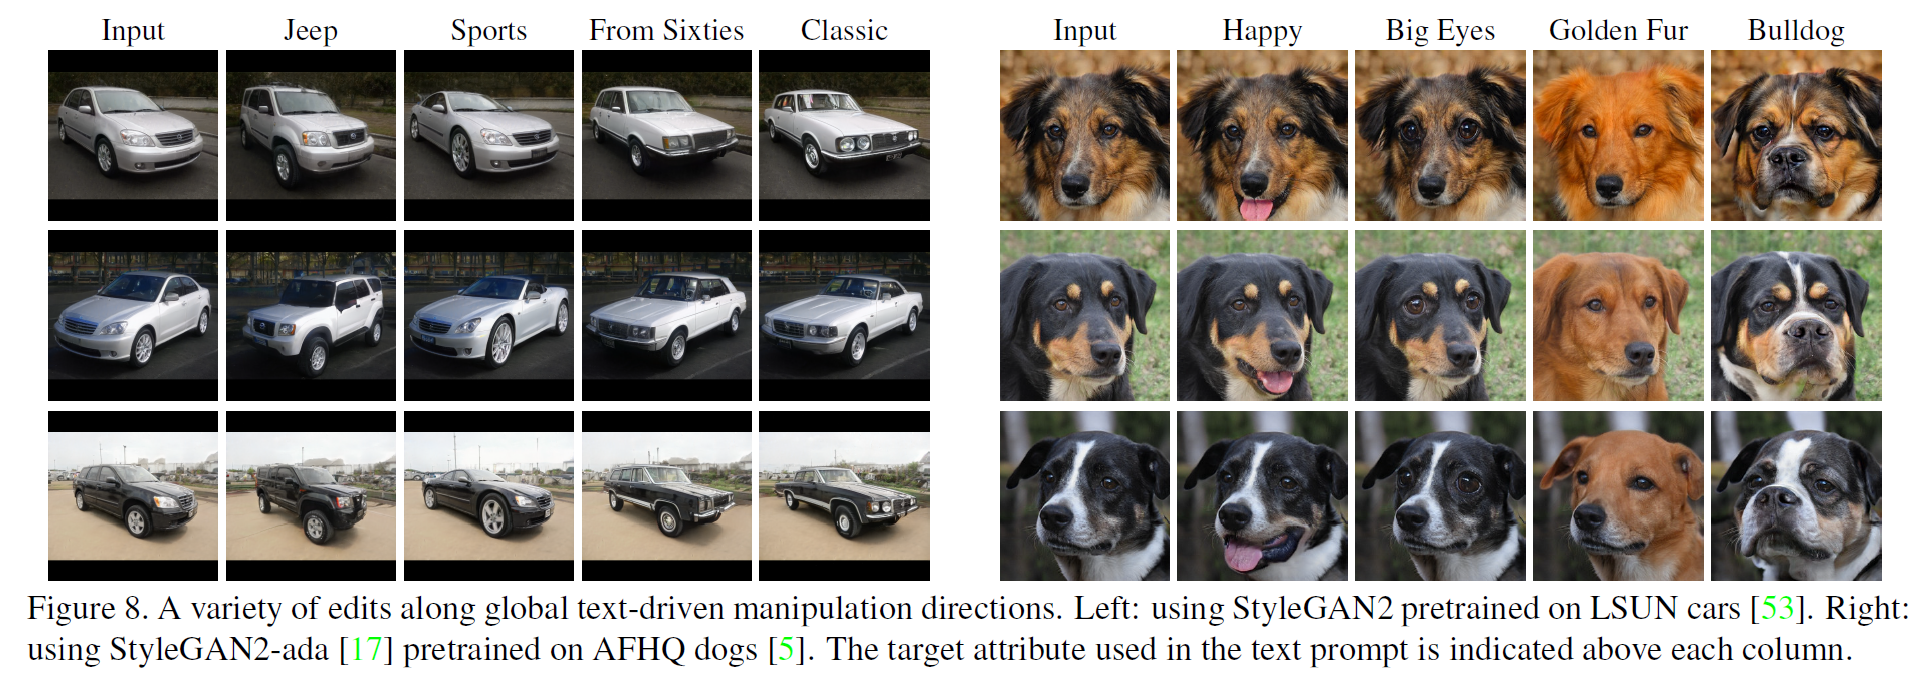 Input Jeep Sports From Sixties Classic Input Happy Big Eyes Golden Fur Bulldog
Figure 8. A variety of edits along global text-driven manipulation directions. Left: using StyleGAN2 pretrained on LSUN cars [53]. Right:
using StyleGAN2-ada [17] pretrained on AFHQ dogs [5]. The target attribute used in the text prompt is indicated above each column.